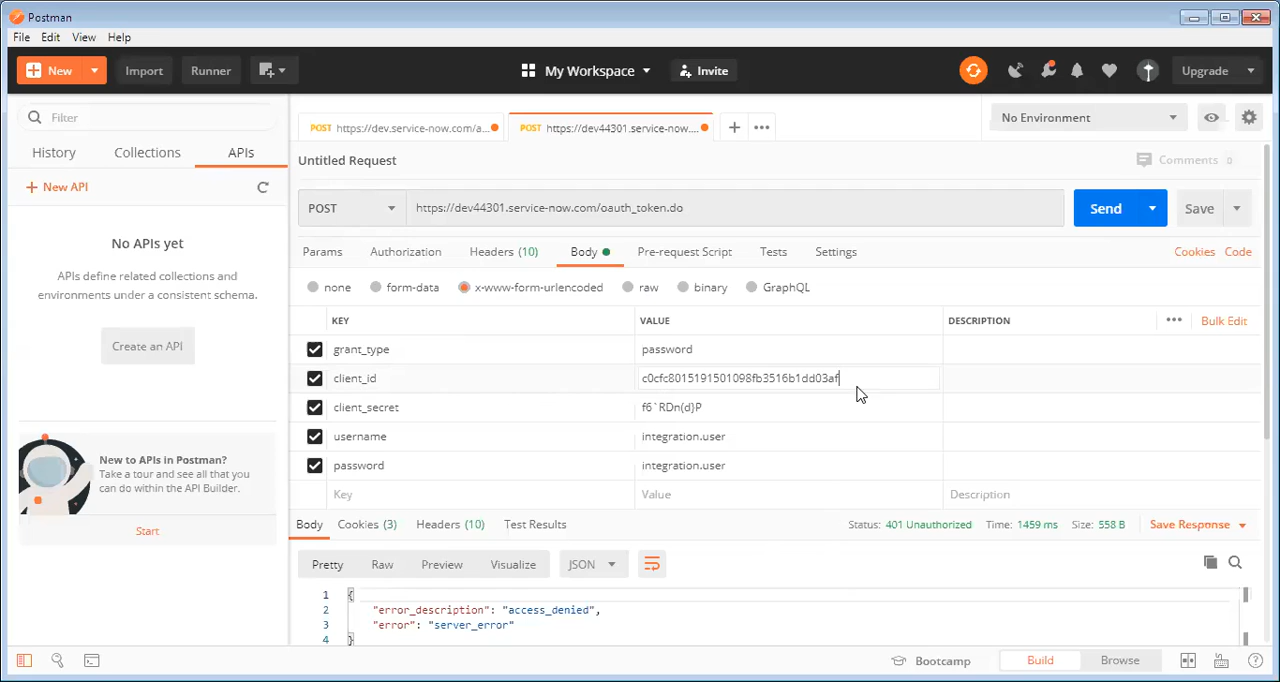 Postman
File Edit View Help
New Import Runner My Workspace Invite Upgrade
Filter
History Collections APIs
+ New API
No APIs yet
APIs define related collections and
environments under a consistent schema.
Create an API
New to APIs in Postman?
Take a tour and see all that you
can do within the API Builder.
Start
POST https://dev.service-now.com/a... POST https://dev44301.service-now.... + ••• No Environment
Untitled Request Comments 0
POST https://dev44301.service-now.com/oauth_token.do Send Save
Params Authorization Headers (10) Body Pre-request Script Tests Settings Cookies Code
none form-data x-www-form-urlencoded raw binary GraphQL
KEY VALUE DESCRIPTION ••• Bulk Edit
grant_type password
client_id c0cfc8015191501098fb3516b1dd03af
client_secret f6`RDn(d}P
username integration.user
password integration.user
Key Value Description
Body Cookies (3) Headers (10) Test Results Status: 401 Unauthorized Time: 1459 ms Size: 558 B Save Response
Pretty Raw Preview Visualize JSON
1 {
2 "error_description": "access_denied",
3 "error": "server_error"
4 }
Bootcamp Build Browse